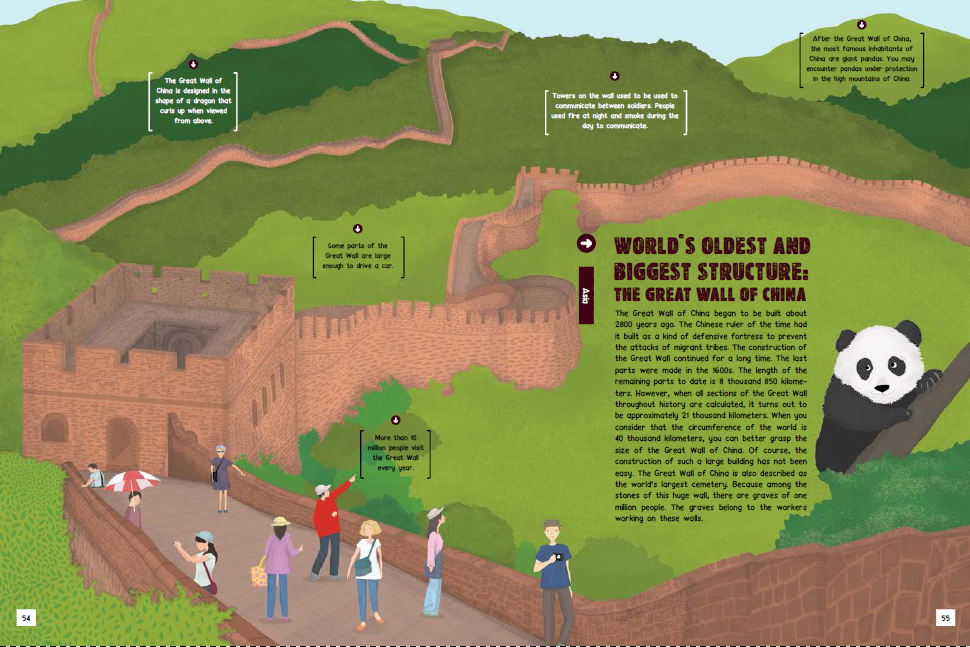 After the Great Wall of China,
the most famous inhabitants of
China are giant pandas. You may
encounter pandas under protection
in the high mountains of China.
The Great Wall of
China is designed in the
shape of a dragon that
curls up when viewed
from above.
Towers on the wall used to be used to
communicate between soldiers. People
used fire at night and smoke during the
day to communicate.
Some parts of the
Great Wall are large
enough to drive a car.
Asia
WORLD'S OLDEST AND
BIGGEST STRUCTURE:
THE GREAT WALL OF CHINA
The Great Wall of China began to be built about
2800 years ago. The Chinese ruler of the time had
it built as a kind of defensive fortress to prevent
the attacks of migrant tribes. The construction of
the Great Wall continued for a long time. The last
parts were made in the 1600s. The length of the
remaining parts to date is 8 thousand 850 kilome-
ters. However, when all sections of the Great Wall
throughout history are calculated, it turns out to
be approximately 21 thousand kilometers. When you
consider that the circumference of the world is
40 thousand kilometers, you can better grasp the
size of the Great Wall of China. Of course, the
construction of such a large building has not been
easy. The Great Wall of China is also described as
the world's largest cemetery. Because among the
stones of this huge wall, there are graves of one
million people. The graves belong to the workers
working on these walls.
More than 10
million people visit
the Great Wall
every year.
54
55